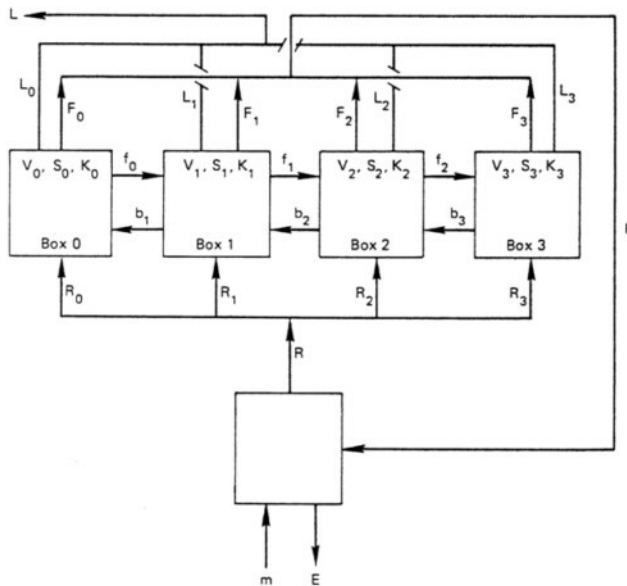 L
L₀
F₀
L₁
F₁
F₂
L₂
F₃
L₃
V₀, S₀, K₀
f₀
V₁, S₁, K₁
f₁
V₂, S₂, K₂
f₂
V₃, S₃, K₃
b₁
b₂
b₃
Box 0
Box 1
Box 2
Box 3
R₀
R₁
R₂
R₃
R
m
E